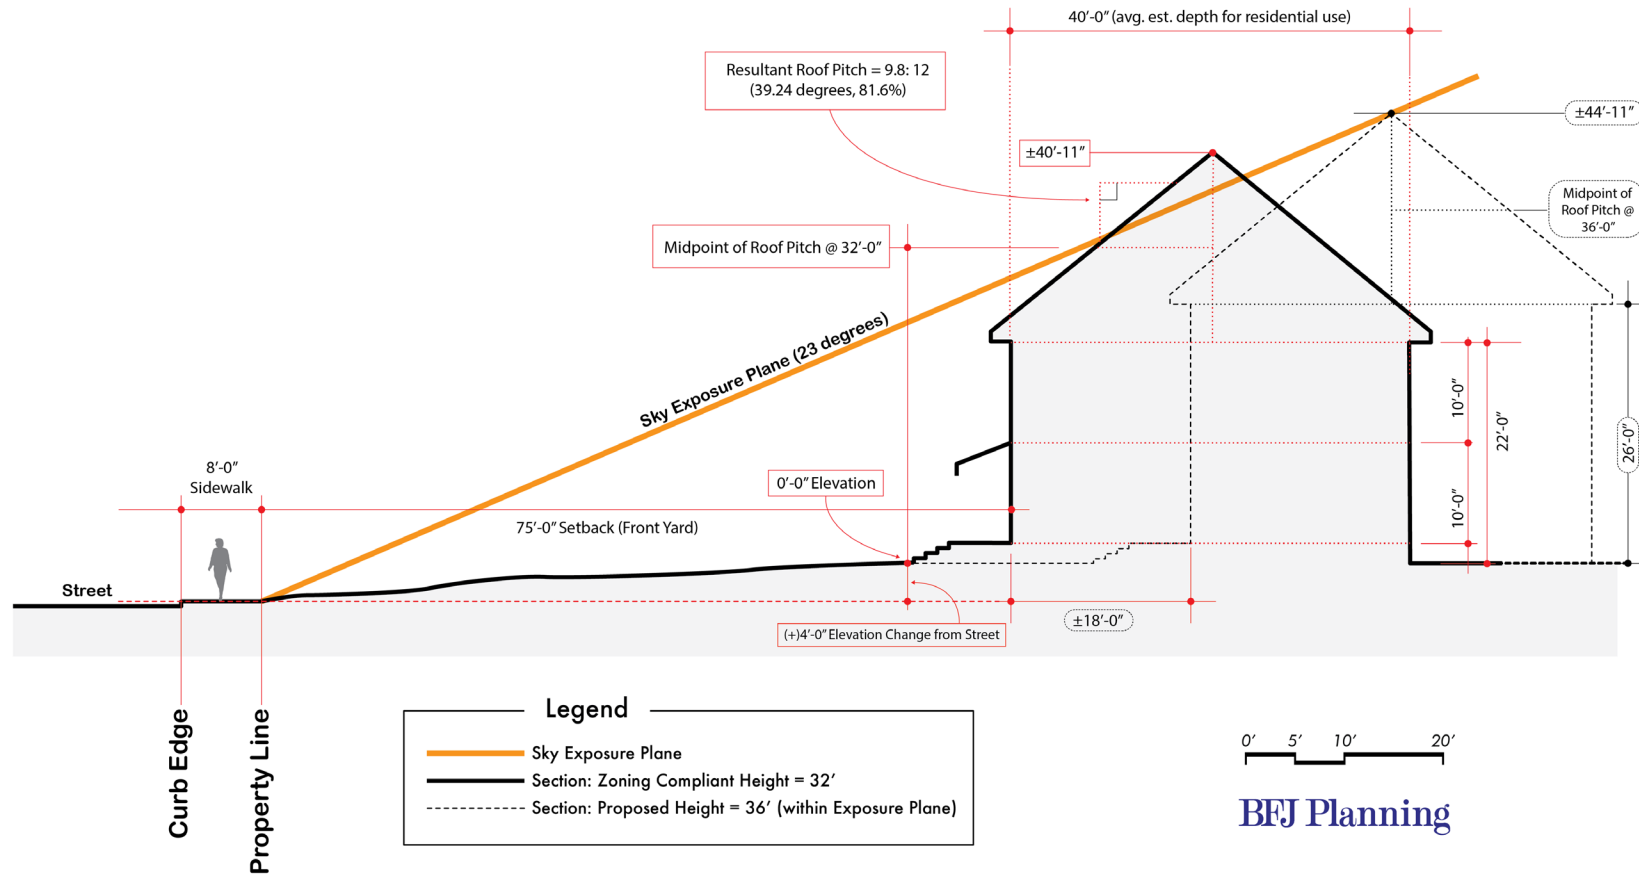 40’-0” (avg. est. depth for residential use)
Resultant Roof Pitch = 9.8: 12
(39.24 degrees, 81.6%)
±44’-11”
±40’-11”
Midpoint of
Roof Pitch @
36’-0”
Midpoint of Roof Pitch @ 32’-0”
Sky Exposure Plane (23 degrees)
10’-0”
22’-0”
26’-0”
10’-0”
8’-0”
Sidewalk
0’-0” Elevation
75’-0” Setback (Front Yard)
Street
±18’-0”
(+)4’-0” Elevation Change from Street
Curb Edge
Property Line
Legend
Sky Exposure Plane
Section: Zoning Compliant Height = 32’
Section: Proposed Height = 36’ (within Exposure Plane)
0’ 5’ 10’ 20’
BFJ Planning